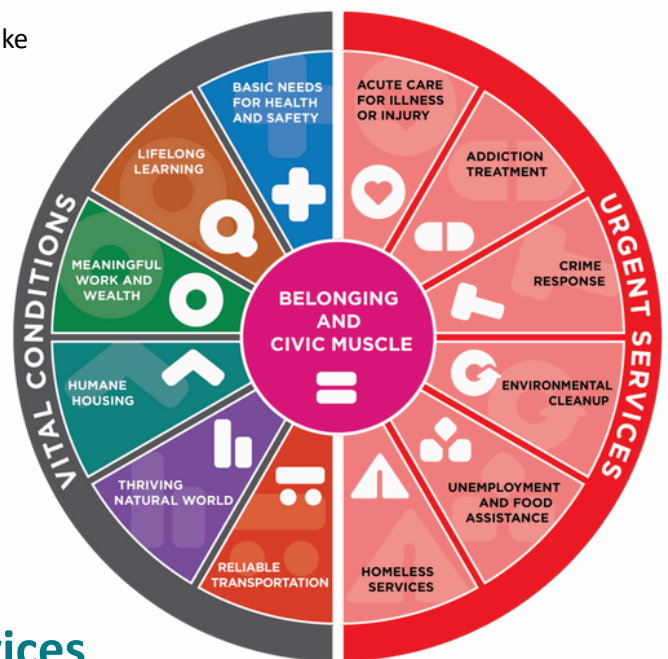 ke
BASIC NEEDS
FOR HEALTH
AND SAFETY
ACUTE CARE
FOR ILLNESS
OR INJURY
LIFELONG
LEARNING
ADDICTION
TREATMENT
VITAL CONDITIONS
URGENT SERVICES
MEANINGFUL
WORK AND
WEALTH
CRIME
RESPONSE
BELONGING
AND
CIVIC MUSCLE
HUMANE
HOUSING
ENVIRONMENTAL
CLEANUP
THRIVING
NATURAL WORLD
UNEMPLOYMENT
AND FOOD
ASSISTANCE
RELIABLE
TRANSPORTATION
HOMELESS
SERVICES
rices